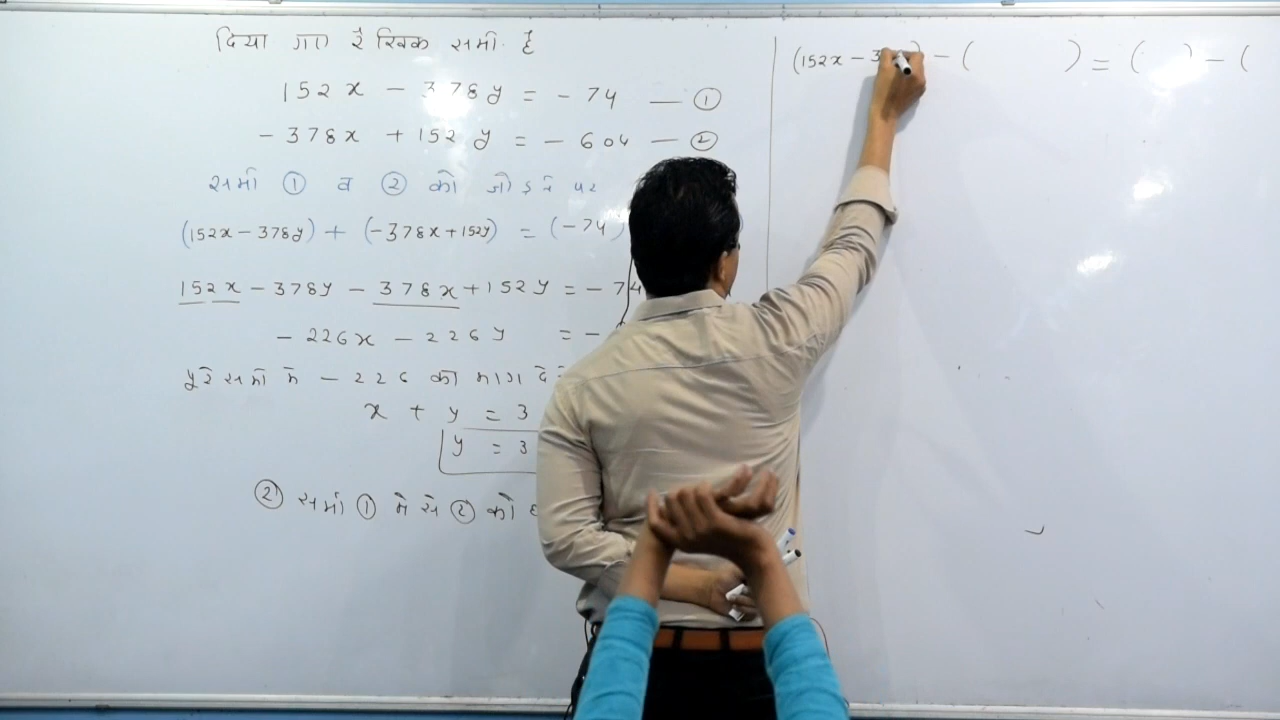 दिया गया रैखिक समी. है
152x - 378y = - 74 — ①
- 378x + 152y = - 604 — ②
समी ① व ② को जोड़ने पर
(152x - 378y) + (-378x + 152y) = (-74)
152x - 378y - 378x + 152y = - 74
- 226x - 226y = -
पूरे समी में - 226 का भाग दे
x + y = 3
y = 3
② समी ① में से ② को
(152x - 3 ) - ( ) = ( ) - (